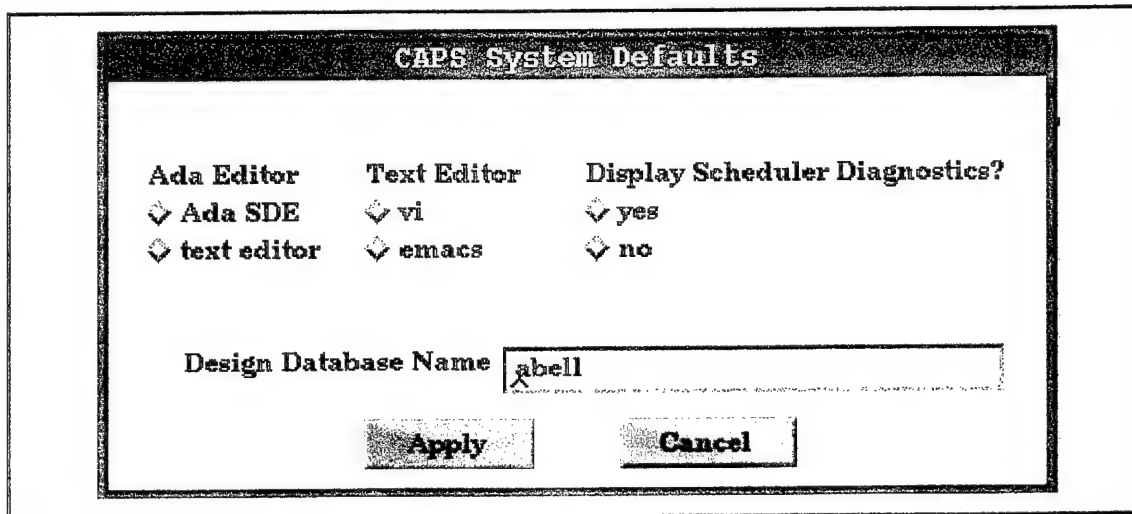 CAPS System Defaults
Ada Editor Text Editor Display Scheduler Diagnostics?
Ada SDE vi yes
text editor emacs no
Design Database Name abell
Apply Cancel